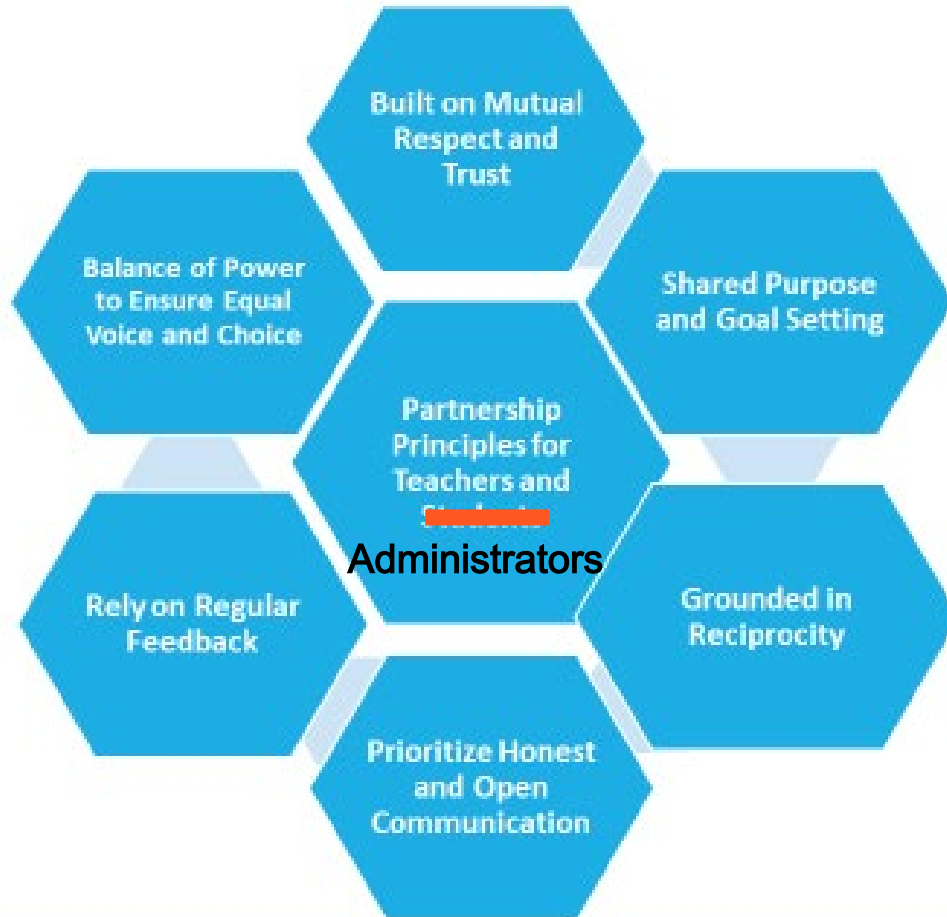 Built on Mutual
Respect and
Trust
Shared Purpose
and Goal Setting
Grounded in
Reciprocity
Prioritize Honest
and Open
Communication
Rely on Regular
Feedback
Balance of Power
to Ensure Equal
Voice and Choice
Partnership
Principles for
Teachers and
Students
Administrators